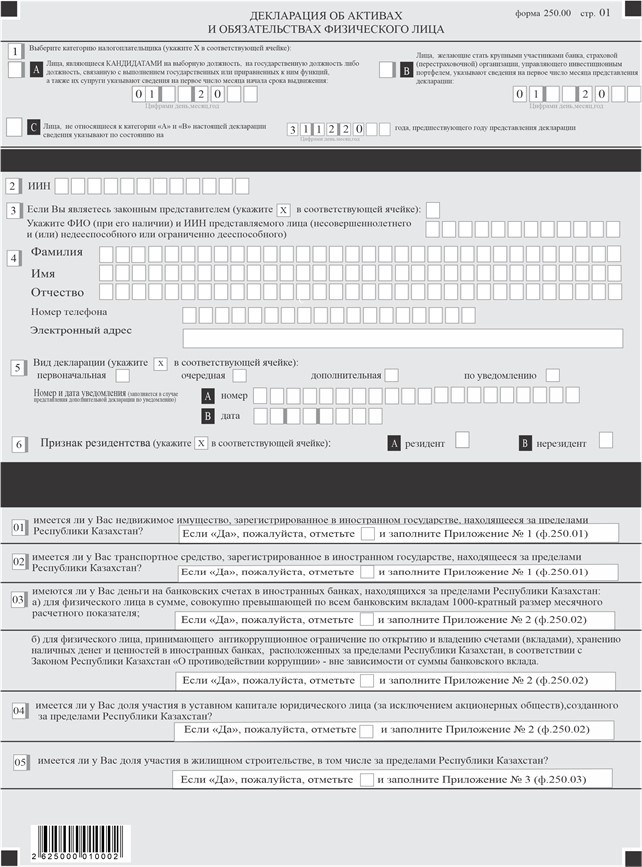 ДЕКЛАРАЦИЯ ОБ АКТИВАХ
И ОБЯЗАТЕЛЬСТВАХ ФИЗИЧЕСКОГО ЛИЦА
форма 250.00 стр. 01
1 Выберите категорию налогоплательщика (укажите X в соответствующей ячейке):
A Лица, являющиеся КАНДИДАТАМИ на выборную должность, на государственную должность либо
должность, связанную с выполнением государственных или приравненных к ним функций,
а также их супруги указывают сведения на первое число месяца начала срока выдвижения:
0 1 2 0
Цифрами день,месяц,год
B Лица, желающие стать крупными участниками банка, страховой
(перестраховочной) организации, управляющего инвестиционным
портфелем, указывают сведения на первое число месяца представления
декларации:
0 1 2 0
Цифрами день,месяц,год
C Лица, не относящиеся к категории «А» и «В» настоящей декларации
сведения указывают по состоянию на
3 1 1 2 2 0
Цифрами день,месяц,год
года, предшествующего году представления декларации
2 ИИН
3 Если Вы являетесь законным представителем (укажите X в соответствующей ячейке):
Укажите ФИО (при его наличии) и ИИН представляемого лица (несовершеннолетнего
и (или) недееспособного или ограниченно дееспособного)
4 Фамилия
Имя
Отчество
Номер телефона
Электронный адрес
5 Вид декларации (укажите X в соответствующей ячейке):
первоначальная очередная дополнительная по уведомлению
Номер и дата уведомления (заполняется в случае
представления дополнительной декларации по уведомлению)
A номер
B дата
6 Признак резидентства (укажите X в соответствующей ячейке): A резидент B нерезидент
01 имеется ли у Вас недвижимое имущество, зарегистрированное в иностранном государстве, находящееся за пределами
Республики Казахстан? Если «Да», пожалуйста, отметьте и заполните Приложение № 1 (ф.250.01)
02 имеется ли у Вас транспортное средство, зарегистрированное в иностранном государстве, находящееся за пределами
Республики Казахстан? Если «Да», пожалуйста, отметьте и заполните Приложение № 1 (ф.250.01)
03 имеются ли у Вас деньги на банковских счетах в иностранных банках, находящихся за пределами Республики Казахстан:
а) для физического лица в сумме, совокупно превышающей по всем банковским вкладам 1000-кратный размер месячного
расчетного показателя; Если «Да», пожалуйста, отметьте и заполните Приложение № 2 (ф.250.02)
б) для физического лица, принимающего антикоррупционное ограничение по открытию и владению счетами (вкладами), хранению
наличных денег и ценностей в иностранных банках, расположенных за пределами Республики Казахстан, в соответствии с
Законом Республики Казахстан «О противодействии коррупции» - вне зависимости от суммы банковского вклада.
Если «Да», пожалуйста, отметьте и заполните Приложение № 2 (ф.250.02)
04 имеется ли у Вас доля участия в уставном капитале юридического лица (за исключением акционерных обществ),созданного
за пределами Республики Казахстан?
Если «Да», пожалуйста, отметьте и заполните Приложение № 2 (ф.250.02)
05 имеется ли у Вас доля участия в жилищном строительстве, в том числе за пределами Республики Казахстан?
Если «Да», пожалуйста, отметьте и заполните Приложение № 3 (ф.250.03)
2 625000 010002